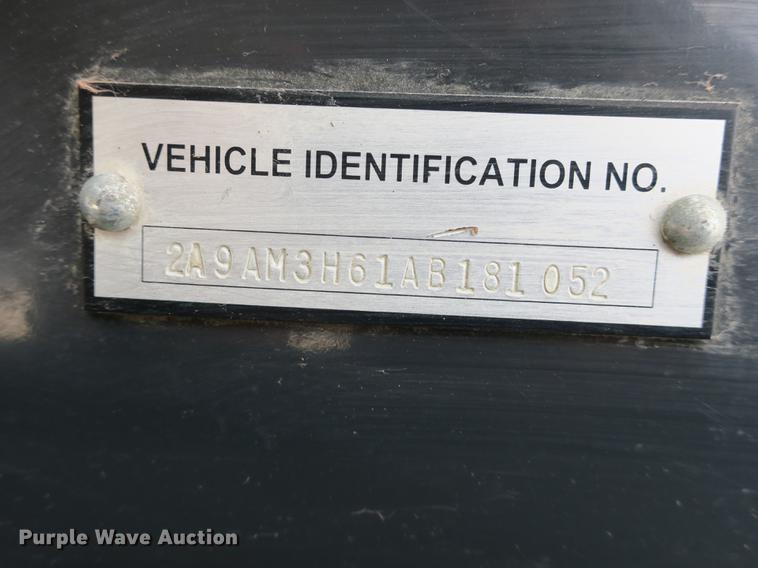 VEHICLE IDENTIFICATION NO.
2A9AM3H61AB181052
Purple Wave Auction